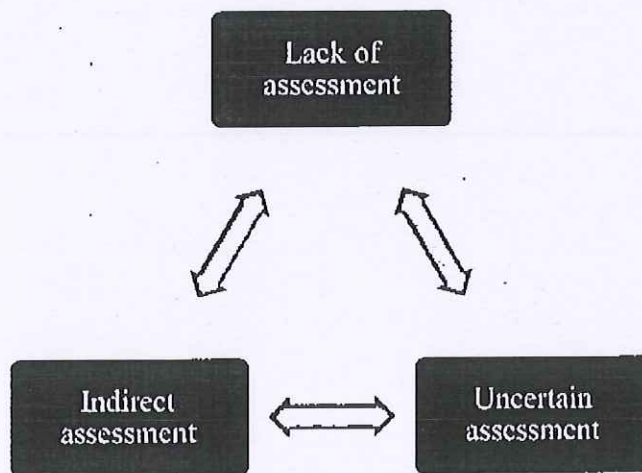 Lack of
assessment
Indirect
assessment
Uncertain
assessment